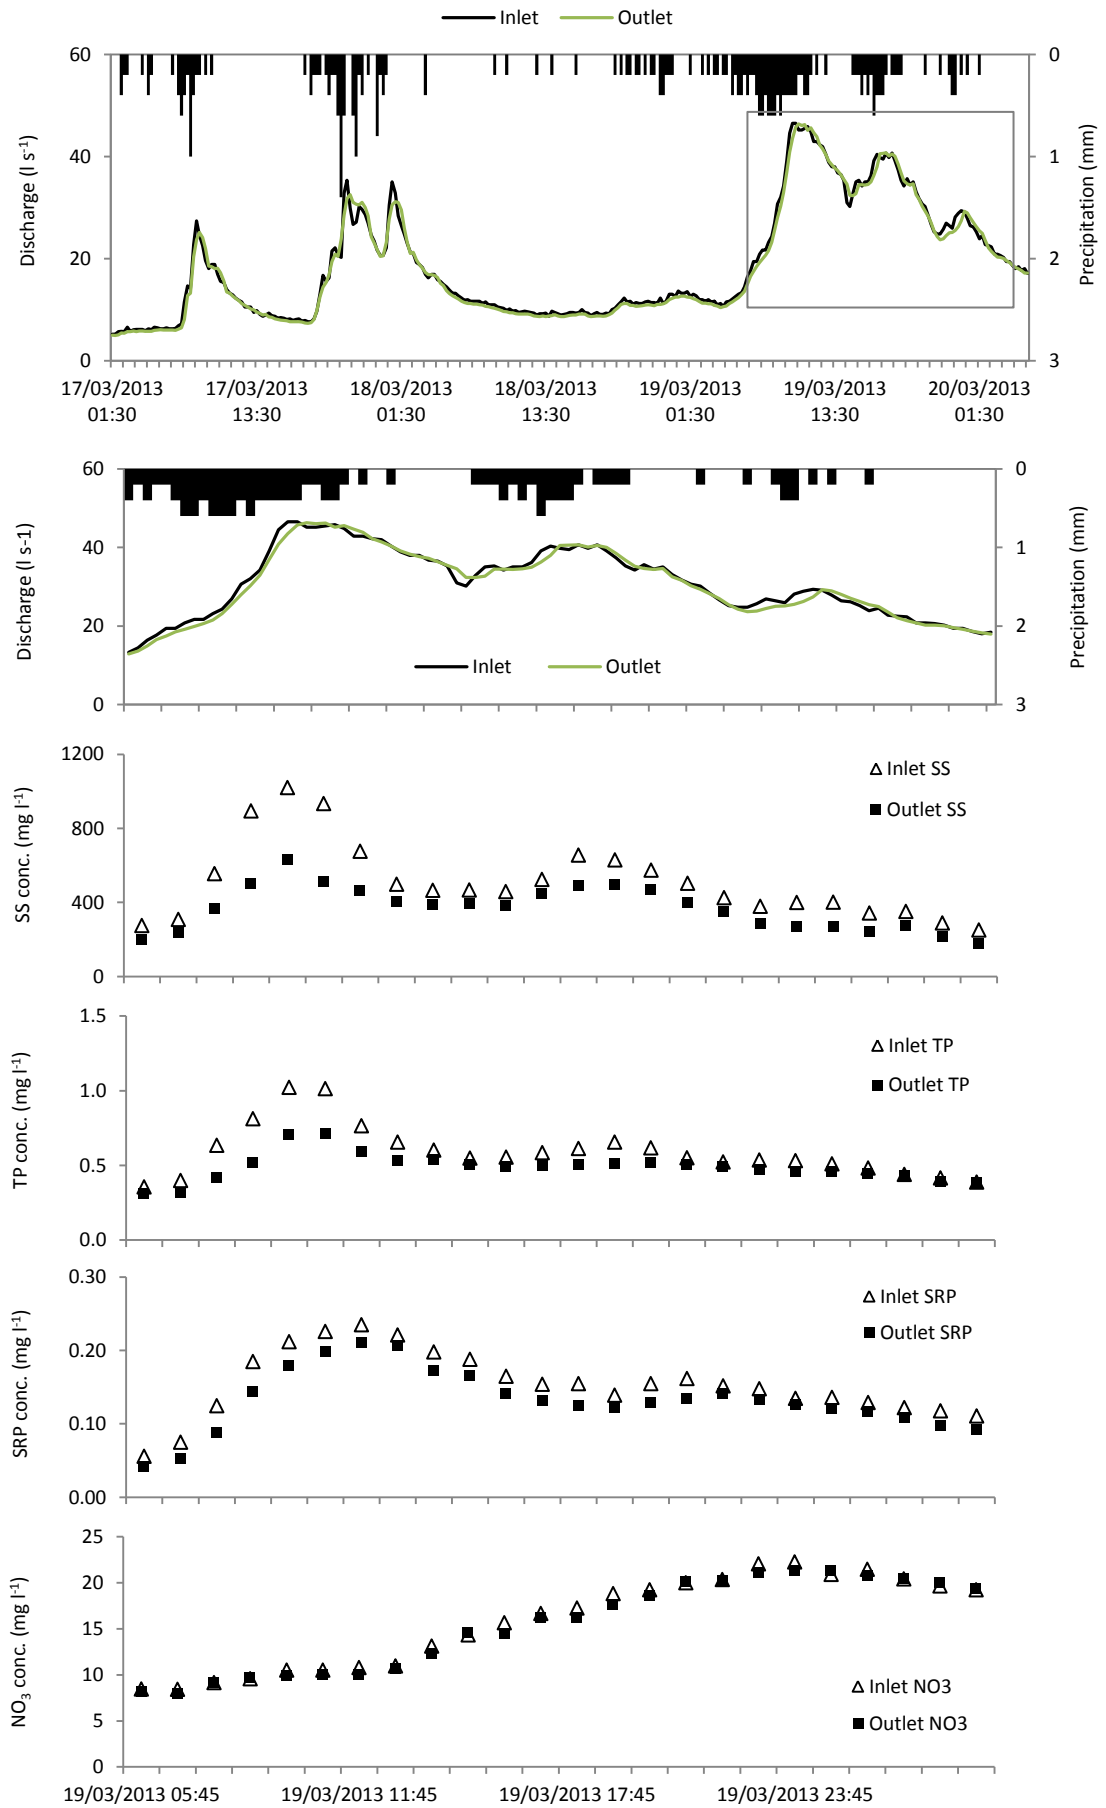 Inlet Outlet
60 0
40 1
20 2
0 3
Discharge (l s-1)
Precipitation (mm)
17/03/2013 01:30
17/03/2013 13:30
18/03/2013 01:30
18/03/2013 13:30
19/03/2013 01:30
19/03/2013 13:30
20/03/2013 01:30
60 0
40 1
20 2
0 3
Discharge (l s-1)
Precipitation (mm)
Inlet Outlet
1200
800
400
0
SS conc. (mg l-1)
Inlet SS
Outlet SS
1.5
1.0
0.5
0.0
TP conc. (mg l-1)
Inlet TP
Outlet TP
0.30
0.20
0.10
0.00
SRP conc. (mg l-1)
Inlet SRP
Outlet SRP
25
20
15
10
5
0
NO3 conc. (mg l-1)
Inlet NO3
Outlet NO3
19/03/2013 05:45 19/03/2013 11:45 19/03/2013 17:45 19/03/2013 23:45